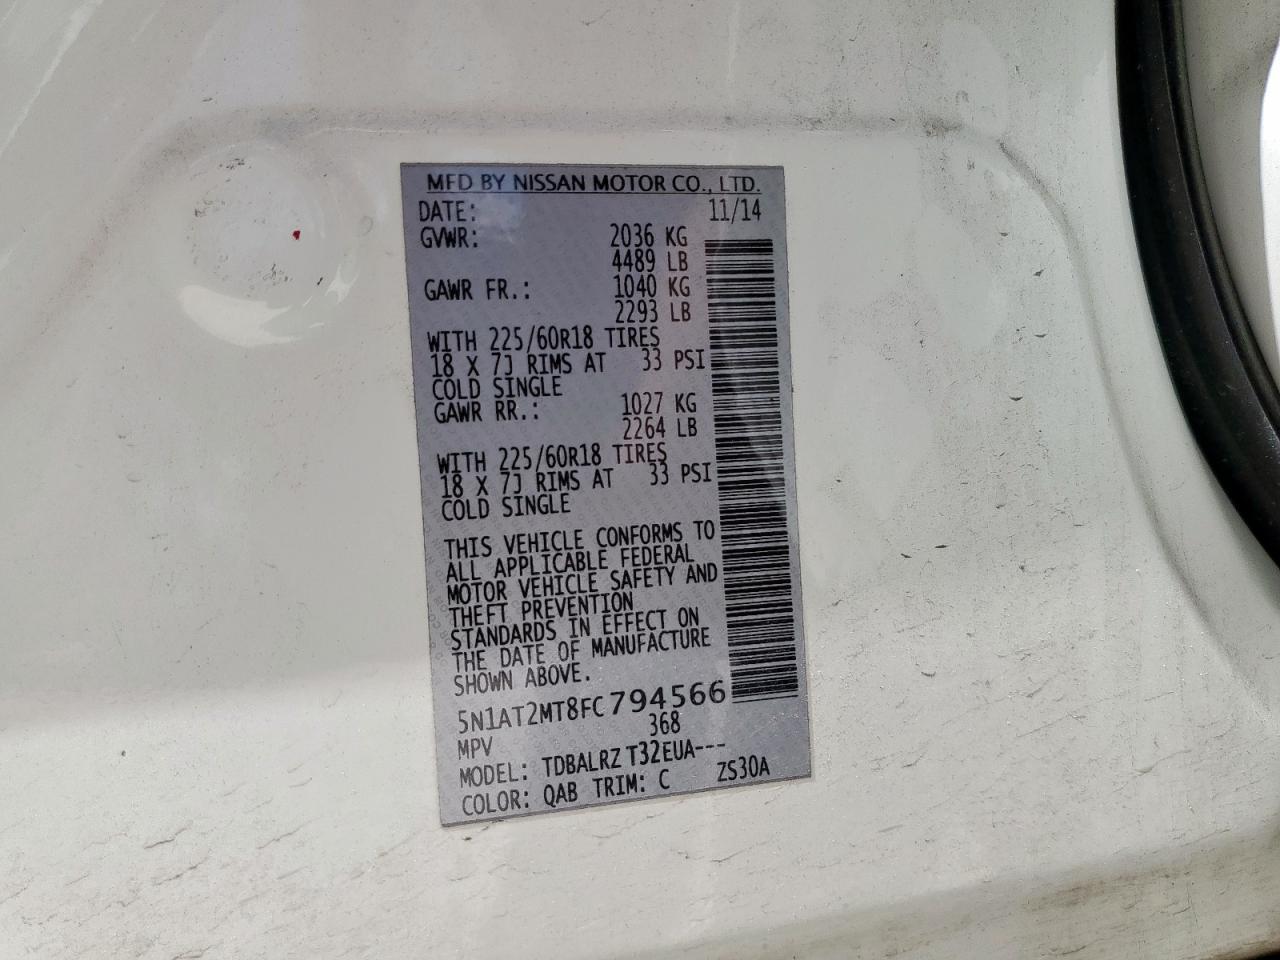 MFD BY NISSAN MOTOR CO., LTD.
DATE: 11/14
GVWR: 2036 KG
4489 LB
GAWR FR.: 1040 KG
2293 LB
WITH 225/60R18 TIRES
18 X 7J RIMS AT 33 PSI
COLD SINGLE
GAWR RR.: 1027 KG
2264 LB
WITH 225/60R18 TIRES
18 X 7J RIMS AT 33 PSI
COLD SINGLE
THIS VEHICLE CONFORMS TO
ALL APPLICABLE FEDERAL
MOTOR VEHICLE SAFETY AND
THEFT PREVENTION
STANDARDS IN EFFECT ON
THE DATE OF MANUFACTURE
SHOWN ABOVE.
5N1AT2MT8FC794566
MPV 368
MODEL: TDBALRZ T32EUA---
COLOR: QAB TRIM: C ZS30A